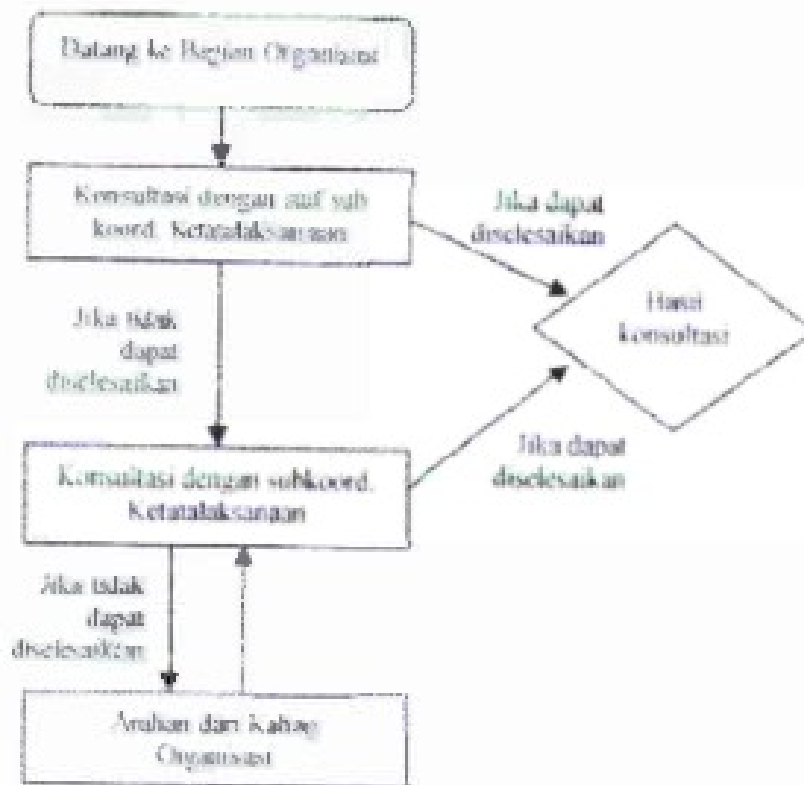 Datang ke Bagian Organisasi
Konsultasi dengan staf sub
koord. Ketatalaksanaan
Jika dapat
diselesaikan
Hasil
konsultasi
Jika tidak
dapat
diselesaikan
Jika dapat
diselesaikan
Konsultasi dengan subkoord.
Ketatalaksanaan
Jika tidak
dapat
diselesaikan
Arahan dari Kabag
Organisasi